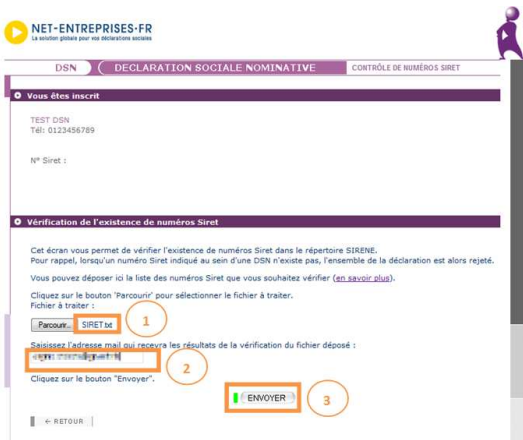 NET-ENTREPRISES·FR
La solution globale pour vos déclarations sociales
DSN DECLARATION SOCIALE NOMINATIVE CONTRÔLE DE NUMÉROS SIRET
Vous êtes inscrit
TEST DSN
Tél: 0123456789
N° Siret :
Vérification de l'existence de numéros Siret
Cet écran vous permet de vérifier l'existence de numéros Siret dans le répertoire SIRENE.
Pour rappel, lorsqu'un numéro Siret indiqué au sein d'une DSN n'existe pas, l'ensemble de la déclaration est alors rejeté.
Vous pouvez déposer ici la liste des numéros Siret que vous souhaitez vérifier (en savoir plus).
Cliquez sur le bouton 'Parcourir' pour sélectionner le fichier à traiter.
Fichier à traiter :
Parcourir... SIRET.txt 1
Saisissez l'adresse mail qui recevra les résultats de la vérification du fichier déposé :
2
Cliquez sur le bouton "Envoyer".
ENVOYER 3
← RETOUR